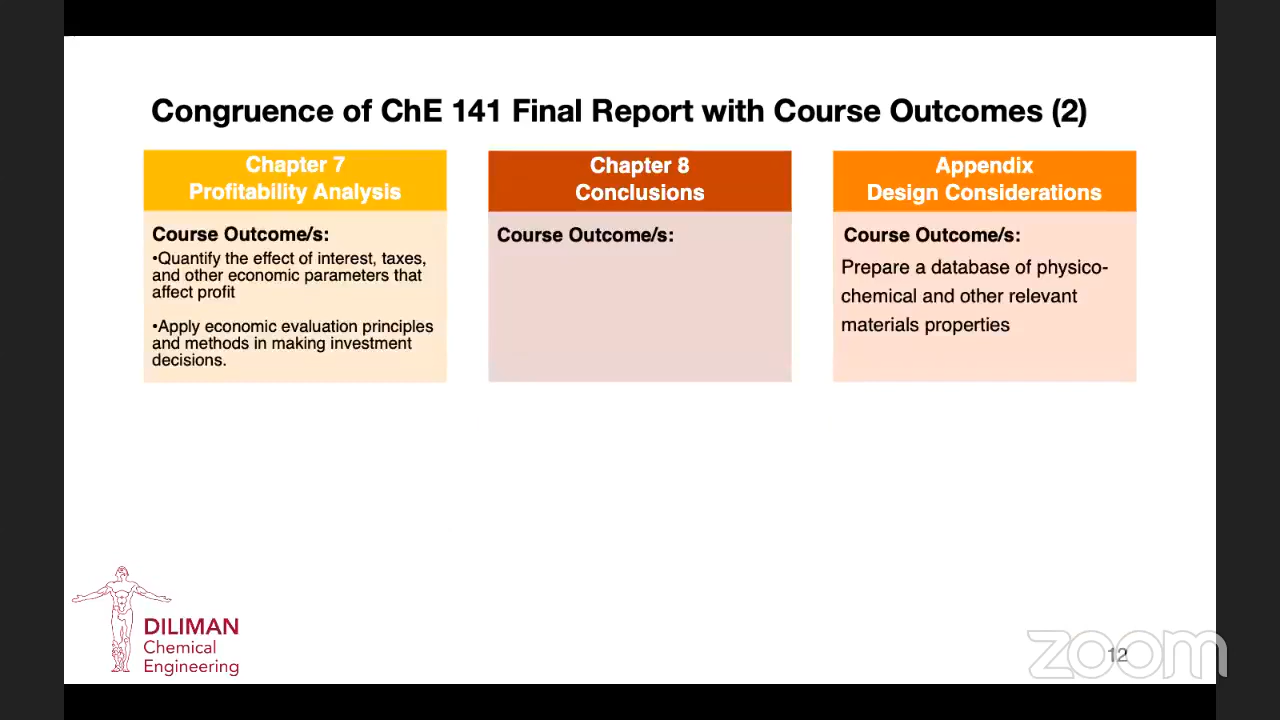 Congruence of ChE 141 Final Report with Course Outcomes (2)
Chapter 7
Profitability Analysis
Course Outcome/s:
•Quantify the effect of interest, taxes,
and other economic parameters that
affect profit
•Apply economic evaluation principles
and methods in making investment
decisions.
Chapter 8
Conclusions
Course Outcome/s:
Appendix
Design Considerations
Course Outcome/s:
Prepare a database of physico-
chemical and other relevant
materials properties
DILIMAN
Chemical
Engineering
12
zoom